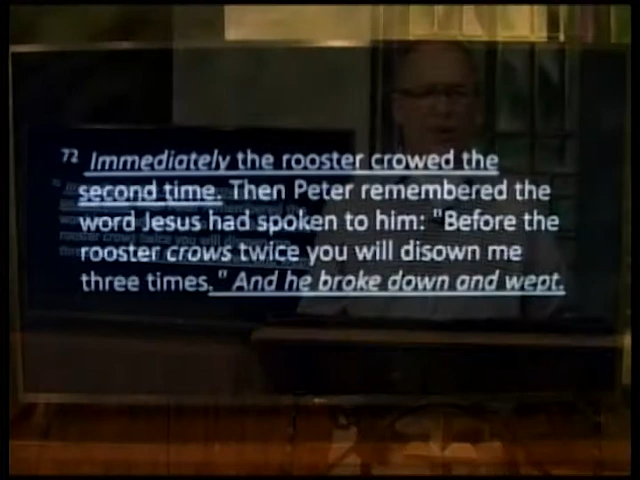 72 Immediately the rooster crowed the
second time. Then Peter remembered the
word Jesus had spoken to him: "Before the
rooster crows twice you will disown me
three times." And he broke down and wept.